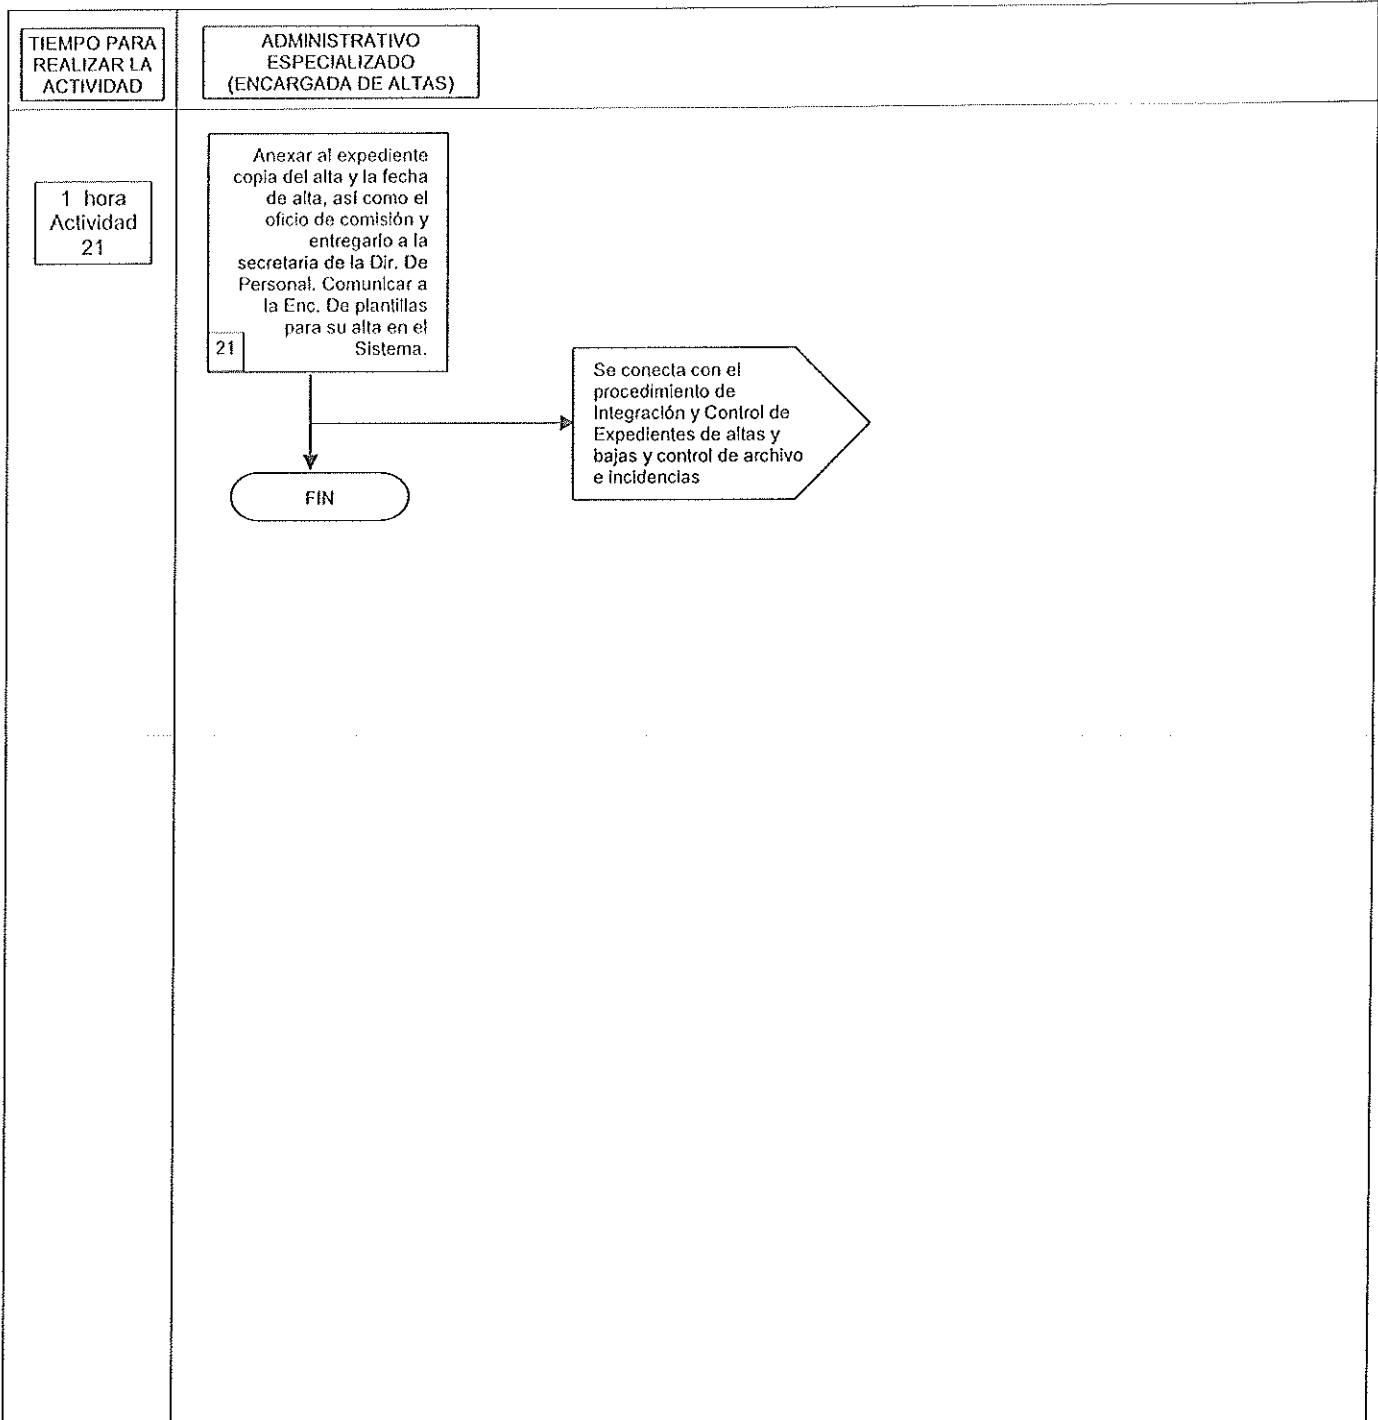 TIEMPO PARA
REALIZAR LA
ACTIVIDAD
ADMINISTRATIVO
ESPECIALIZADO
(ENCARGADA DE ALTAS)
1 hora
Actividad
21
Anexar al expediente
copia del alta y la fecha
de alta, así como el
oficio de comisión y
entregarlo a la
secretaria de la Dir. De
Personal. Comunicar a
la Enc. De plantillas
para su alta en el
Sistema.
21
Se conecta con el
procedimiento de
Integración y Control de
Expedientes de altas y
bajas y control de archivo
e incidencias
FIN